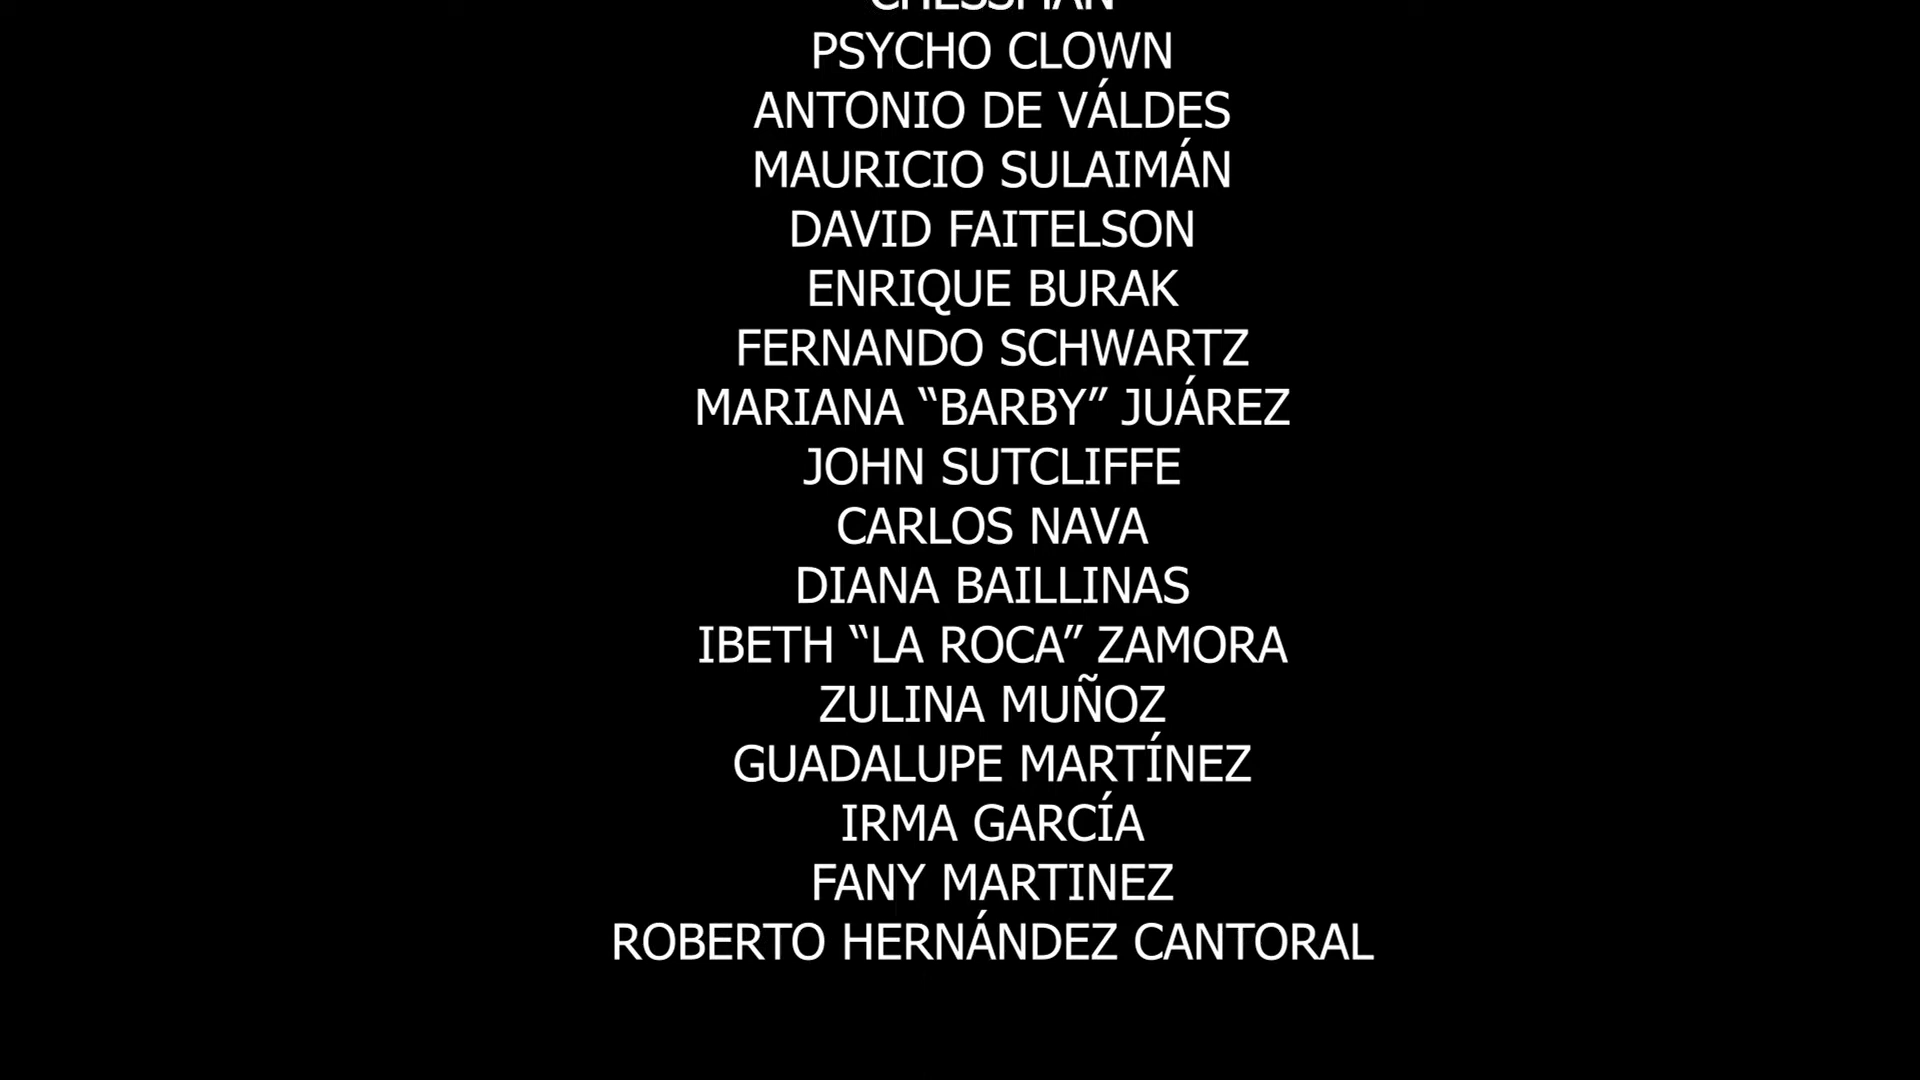 CHESSMAN
PSYCHO CLOWN
ANTONIO DE VÁLDES
MAURICIO SULAIMÁN
DAVID FAITELSON
ENRIQUE BURAK
FERNANDO SCHWARTZ
MARIANA “BARBY” JUÁREZ
JOHN SUTCLIFFE
CARLOS NAVA
DIANA BAILLINAS
IBETH “LA ROCA” ZAMORA
ZULINA MUÑOZ
GUADALUPE MARTÍNEZ
IRMA GARCÍA
FANY MARTINEZ
ROBERTO HERNÁNDEZ CANTORAL